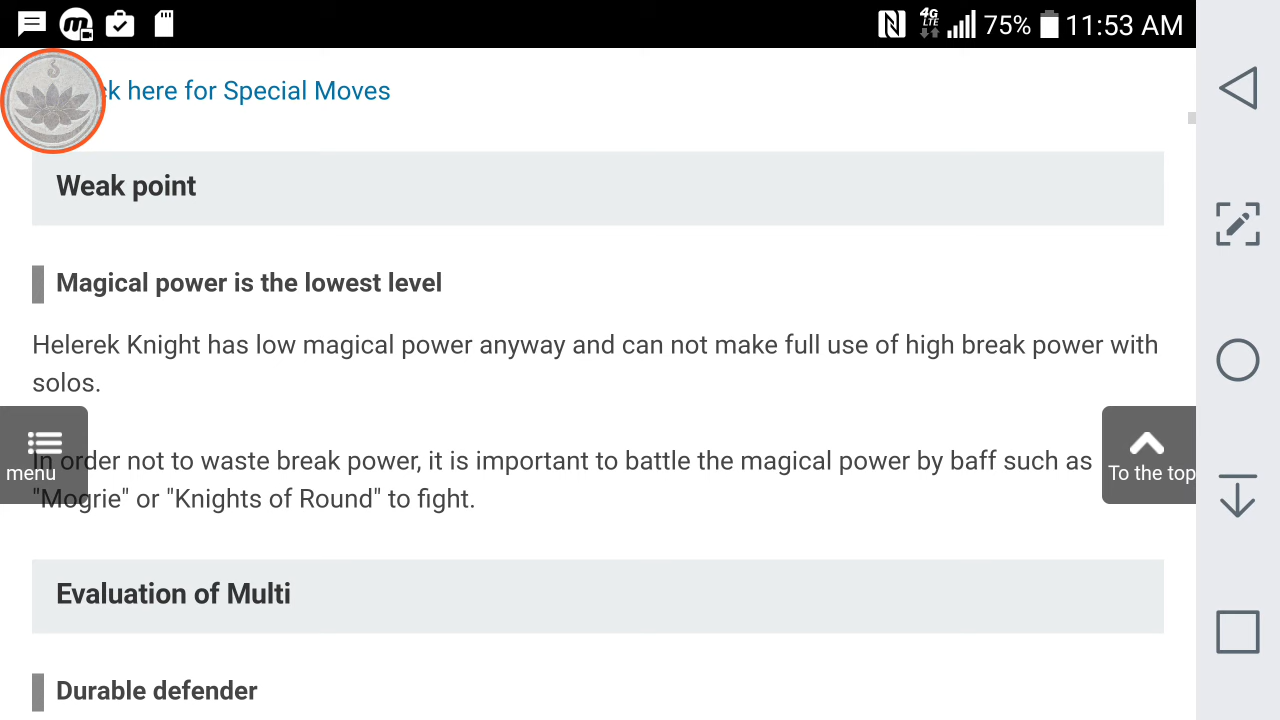 4G
LTE
75%
11:53 AM
ck here for Special Moves
Weak point
Magical power is the lowest level
Helerek Knight has low magical power anyway and can not make full use of high break power with
solos.
In order not to waste break power, it is important to battle the magical power by baff such as
"Mogrie" or "Knights of Round" to fight.
menu
To the top
Evaluation of Multi
Durable defender